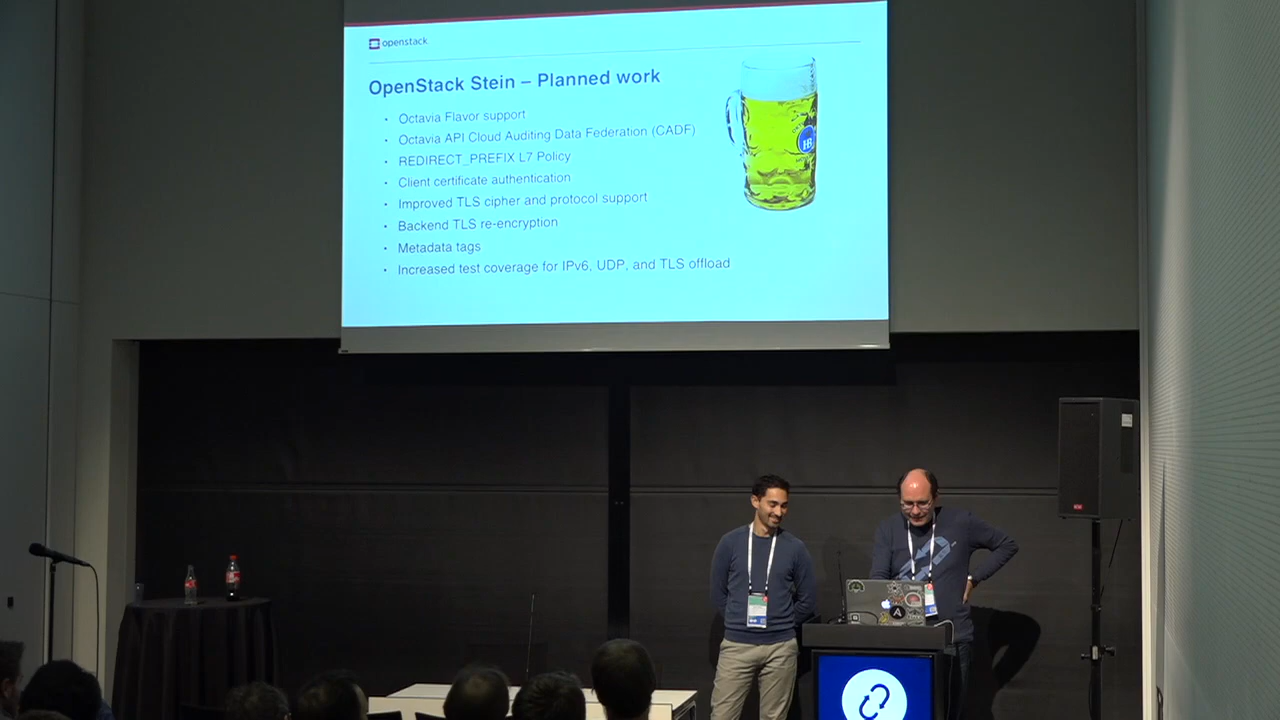 openstack
OpenStack Stein – Planned work
• Octavia Flavor support
• Octavia API Cloud Auditing Data Federation (CADF)
• REDIRECT_PREFIX L7 Policy
• Client certificate authentication
• Improved TLS cipher and protocol support
• Backend TLS re-encryption
• Metadata tags
• Increased test coverage for IPv6, UDP, and TLS offload
HB
A